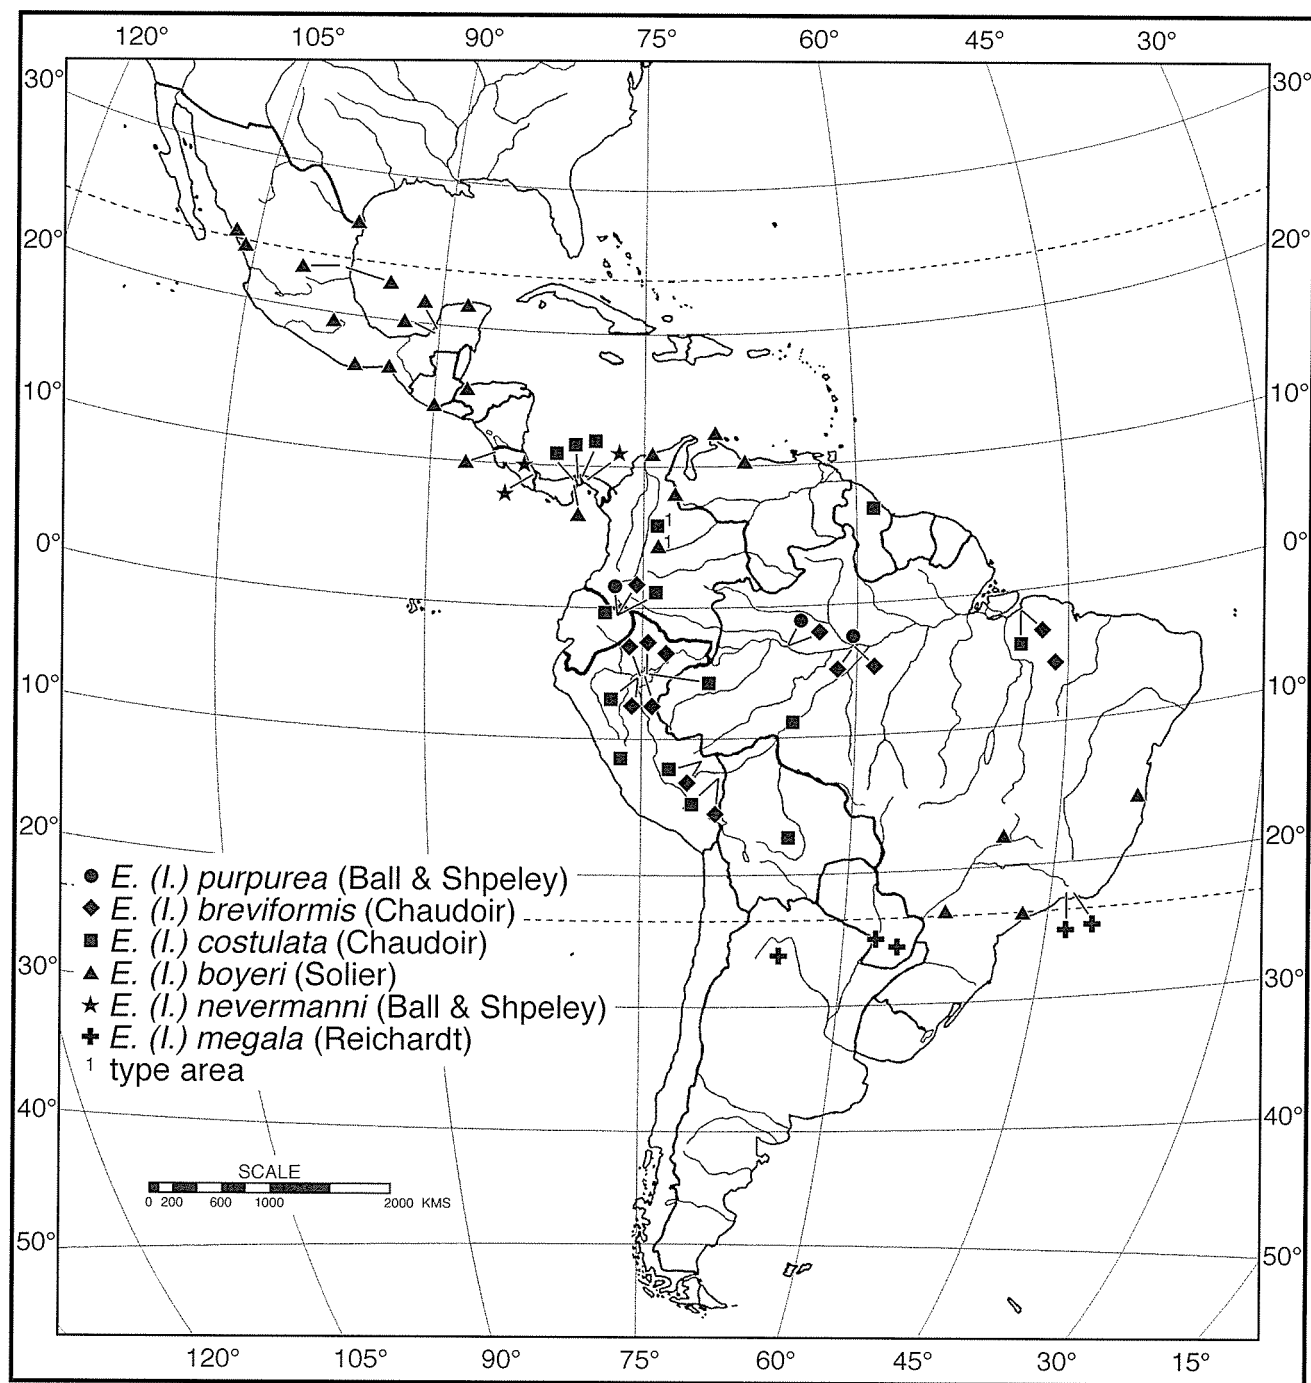 120° 105° 90° 75° 60° 45° 30°
30° 30°
20° 20°
10° 10°
0° 0°
10° 10°
20° 20°
30° 30°
40° 40°
50° 50°
1
1
E. (I.) purpurea (Ball & Shpeley)
E. (I.) breviformis (Chaudoir)
E. (I.) costulata (Chaudoir)
E. (I.) boyeri (Solier)
E. (I.) nevermanni (Ball & Shpeley)
E. (I.) megala (Reichardt)
1 type area
SCALE
0 200 600 1000 2000 KMS
120° 105° 90° 75° 60° 45° 30° 15°